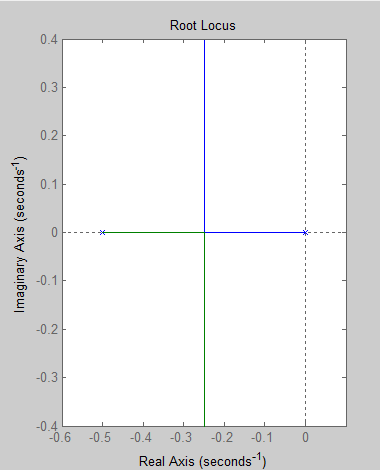 Root Locus
0.4
0.3
0.2
0.1
0
-0.1
-0.2
-0.3
-0.4
-0.6 -0.5 -0.4 -0.3 -0.2 -0.1 0
Real Axis (seconds⁻¹)
Imaginary Axis (seconds⁻¹)